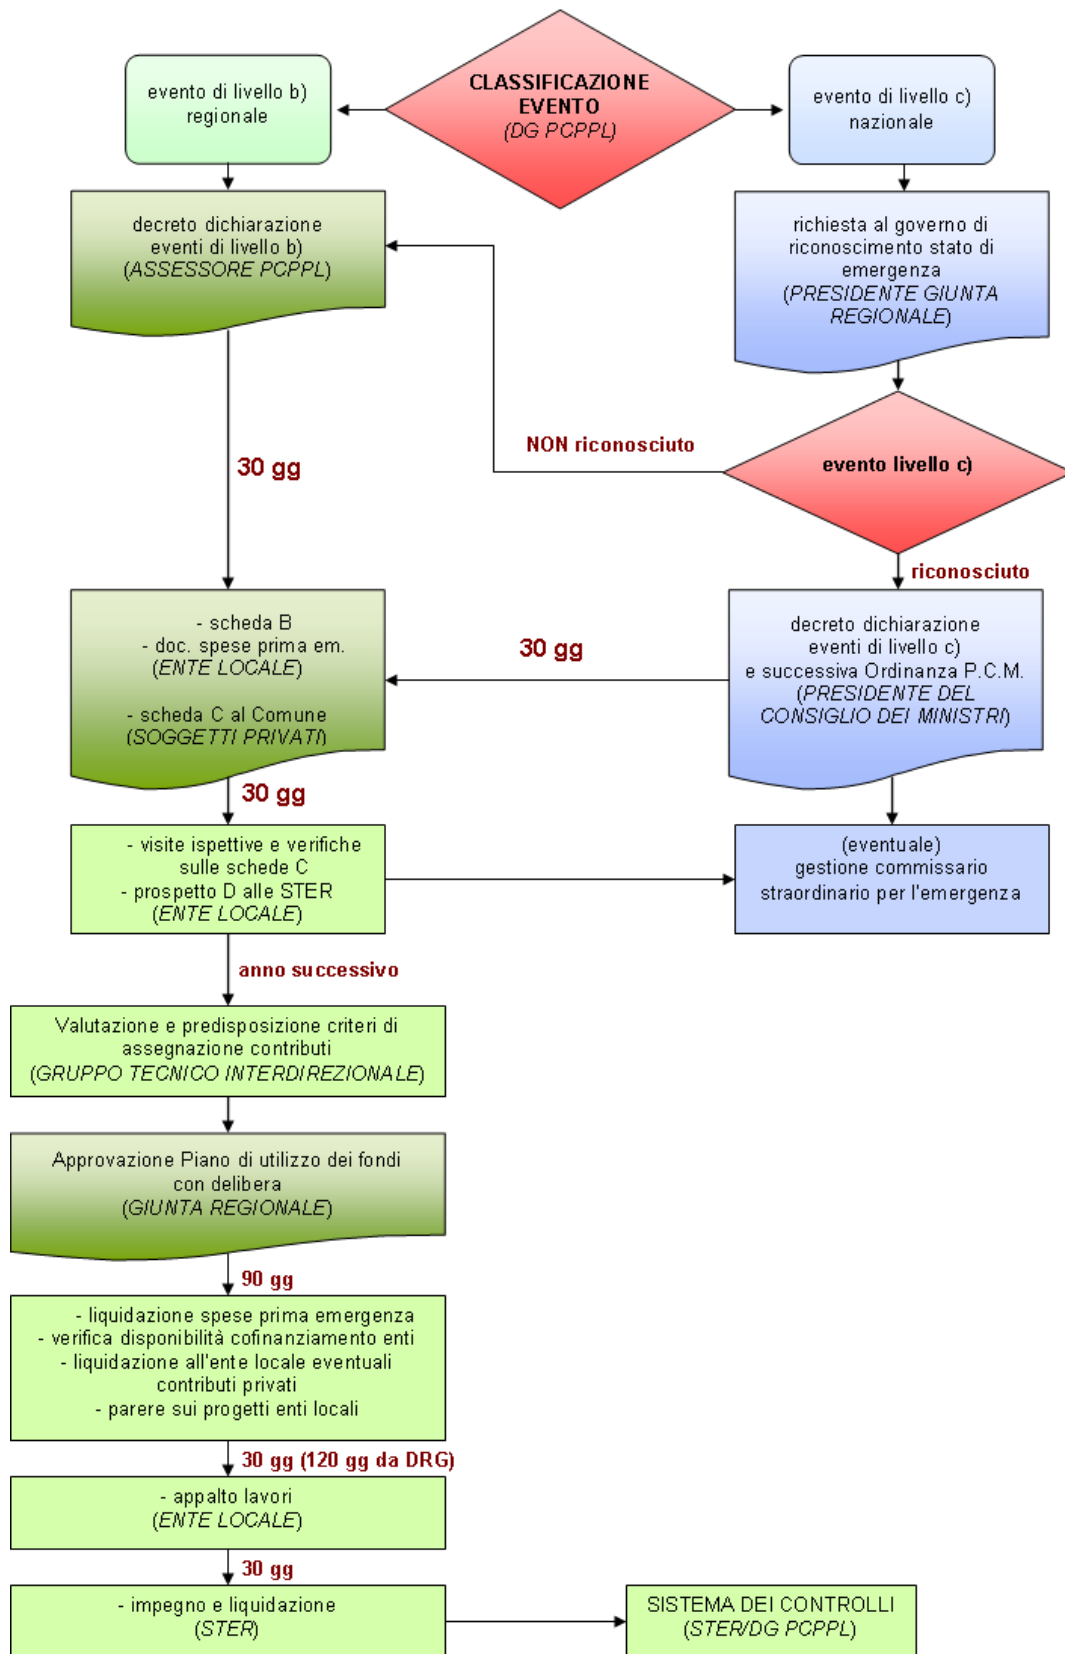 CLASSIFICAZIONE
EVENTO
(DG PCPPL)
evento di livello b)
regionale
evento di livello c)
nazionale
decreto dichiarazione
eventi di livello b)
(ASSESSORE PCPPL)
richiesta al governo di
riconoscimento stato di
emergenza
(PRESIDENTE GIUNTA
REGIONALE)
NON riconosciuto
evento livello c)
30 gg
riconosciuto
- scheda B
- doc. spese prima em.
(ENTE LOCALE)
- scheda C al Comune
(SOGGETTI PRIVATI)
30 gg
decreto dichiarazione
eventi di livello c)
e successiva Ordinanza P.C.M.
(PRESIDENTE DEL
CONSIGLIO DEI MINISTRI)
30 gg
- visite ispettive e verifiche
sulle schede C
- prospetto D alle STER
(ENTE LOCALE)
(eventuale)
gestione commissario
straordinario per l'emergenza
anno successivo
Valutazione e predisposizione criteri di
assegnazione contributi
(GRUPPO TECNICO INTERDIREZIONALE)
Approvazione Piano di utilizzo dei fondi
con delibera
(GIUNTA REGIONALE)
90 gg
- liquidazione spese prima emergenza
- verifica disponibilità cofinanziamento enti
- liquidazione all'ente locale eventuali
contributi privati
- parere sui progetti enti locali
30 gg (120 gg da DRG)
- appalto lavori
(ENTE LOCALE)
30 gg
- impegno e liquidazione
(STER)
SISTEMA DEI CONTROLLI
(STER/DG PCPPL)